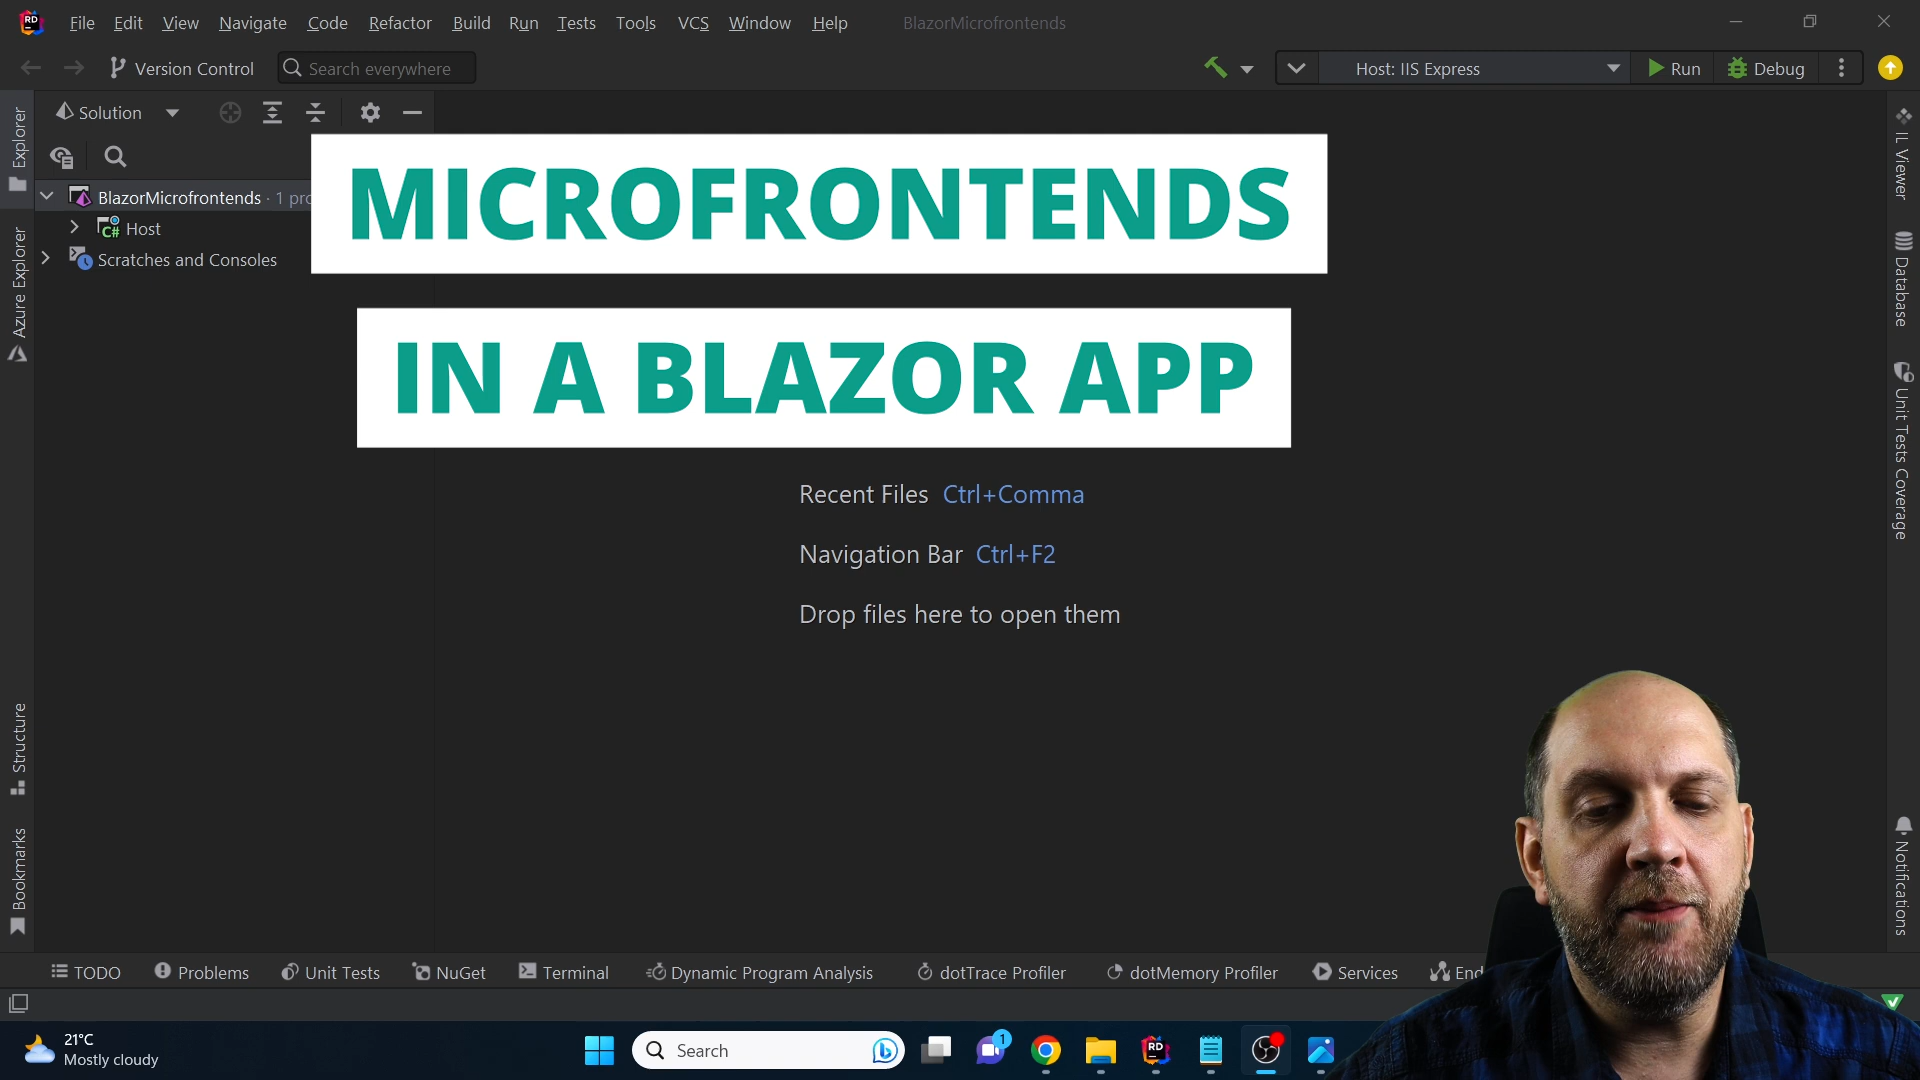 RD File Edit View Navigate Code Refactor Build Run Tests Tools VCS Window Help BlazorMicrofrontends
Version Control Search everywhere Host: IIS Express Run Debug
Solution
Explorer
Azure Explorer
Structure
Bookmarks
BlazorMicrofrontends · 1 pro
C# Host
Scratches and Consoles
MICROFRONTENDS
IN A BLAZOR APP
Recent Files Ctrl+Comma
Navigation Bar Ctrl+F2
Drop files here to open them
IL Viewer
Database
Unit Tests Coverage
Notifications
TODO Problems Unit Tests NuGet Terminal Dynamic Program Analysis dotTrace Profiler dotMemory Profiler Services End
21°C
Mostly cloudy
Search
1
RD